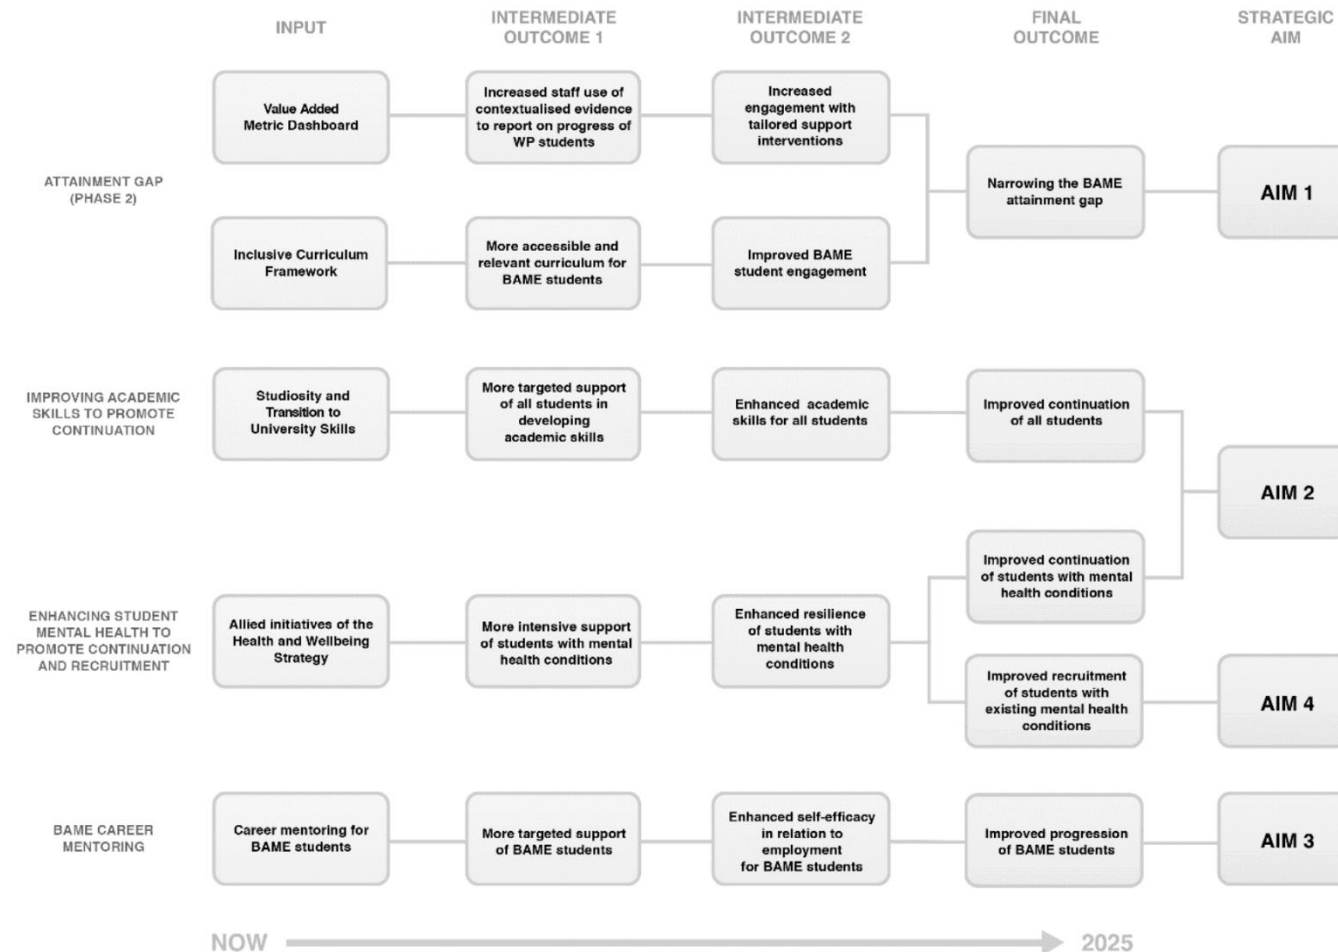 INPUT
INTERMEDIATE
OUTCOME 1
INTERMEDIATE
OUTCOME 2
FINAL
OUTCOME
STRATEGIC
AIM
ATTAINMENT GAP
(PHASE 2)
Value Added
Metric Dashboard
Increased staff use of
contextualised evidence
to report on progress of
WP students
Increased
engagement with
tailored support
interventions
Inclusive Curriculum
Framework
More accessible and
relevant curriculum for
BAME students
Improved BAME
student engagement
Narrowing the BAME
attainment gap
AIM 1
IMPROVING ACADEMIC
SKILLS TO PROMOTE
CONTINUATION
Studiosity and
Transition to
University Skills
More targeted support
of all students in
developing
academic skills
Enhanced academic
skills for all students
Improved continuation
of all students
AIM 2
ENHANCING STUDENT
MENTAL HEALTH TO
PROMOTE CONTINUATION
AND RECRUITMENT
Allied initiatives of the
Health and Wellbeing
Strategy
More intensive support
of students with mental
health conditions
Enhanced resilience
of students with
mental health
conditions
Improved continuation
of students with mental
health conditions
Improved recruitment
of students with
existing mental health
conditions
AIM 4
BAME CAREER
MENTORING
Career mentoring for
BAME students
More targeted support
of BAME students
Enhanced self-efficacy
in relation to
employment
for BAME students
Improved progression
of BAME students
AIM 3
NOW
2025